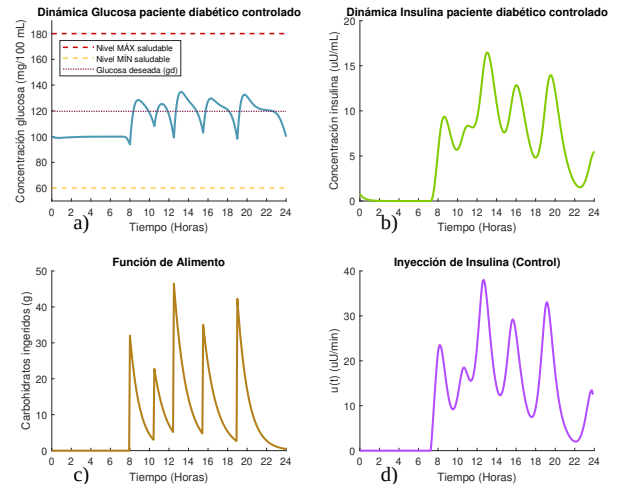 Dinámica Glucosa paciente diabético controlado
Concentración glucosa (mg/100 mL)
180
160
140
120
100
80
60
Nivel MÁX saludable
Nivel MÍN saludable
Glucosa deseada (gd)
0 2 4 6 8 10 12 14 16 18 20 22 24
Tiempo (Horas)
a)
Dinámica Insulina paciente diabético controlado
Concentración insulina (uU/mL)
20
15
10
5
0
0 2 4 6 8 10 12 14 16 18 20 22 24
Tiempo (Horas)
b)
Función de Alimento
Carbohidratos ingeridos (g)
50
40
30
20
10
0
0 2 4 6 8 10 12 14 16 18 20 22 24
Tiempo (Horas)
c)
Inyección de Insulina (Control)
u(t) (uU/min)
40
30
20
10
0
0 2 4 6 8 10 12 14 16 18 20 22 24
Tiempo (Horas)
d)